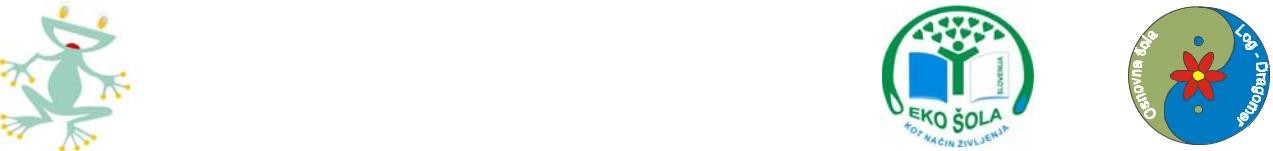 SLOVENIJA
EKO ŠOLA
KOT NAČIN ŽIVLJENJA
Osnovna šola
Log - Dragomer